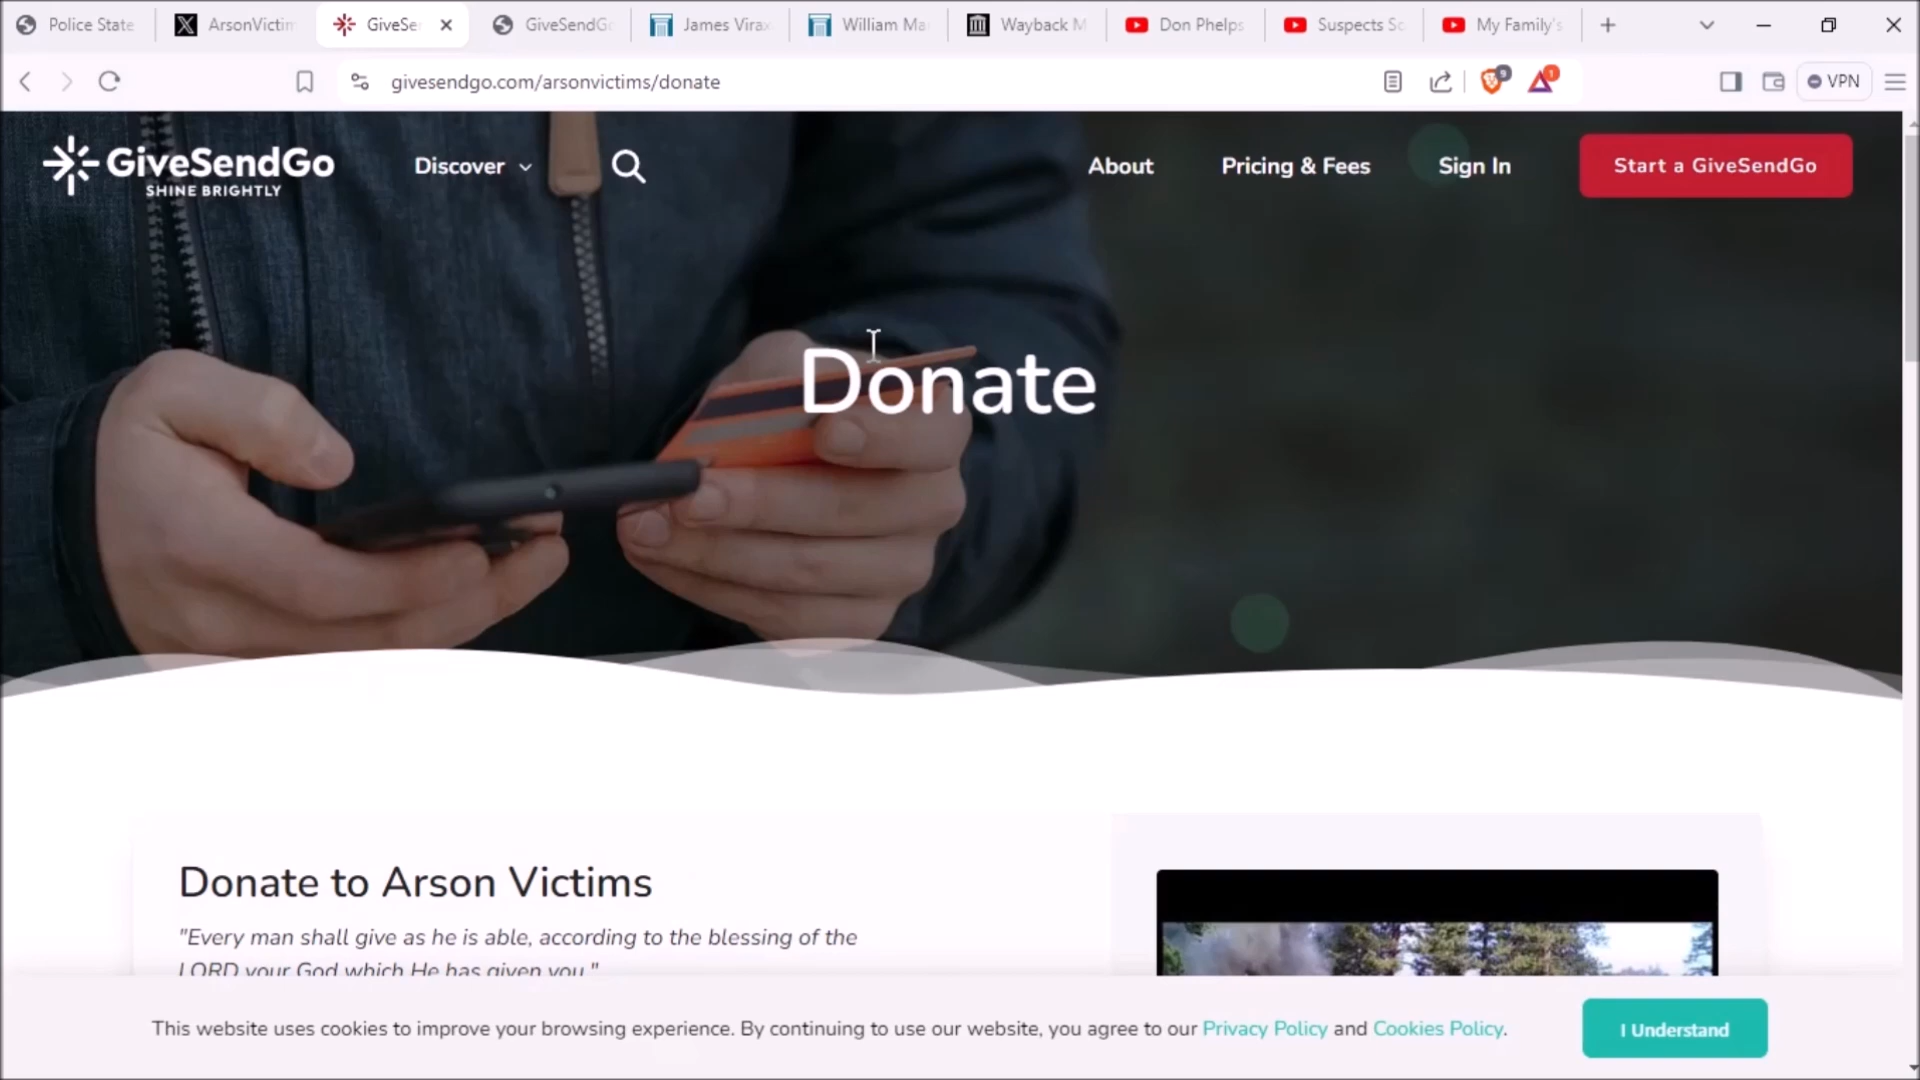 Police State
ArsonVictim
GiveSe
GiveSendGo
James Virax
William Ma
Wayback M
Don Phelps
Suspects So
My Family's
givesendgo.com/arsonvictims/donate
9
1
VPN
GiveSendGo
SHINE BRIGHTLY
Discover
About
Pricing & Fees
Sign In
Start a GiveSendGo
Donate
Donate to Arson Victims
"Every man shall give as he is able, according to the blessing of the
LORD your God which He has given you."
This website uses cookies to improve your browsing experience. By continuing to use our website, you agree to our Privacy Policy and Cookies Policy.
I Understand